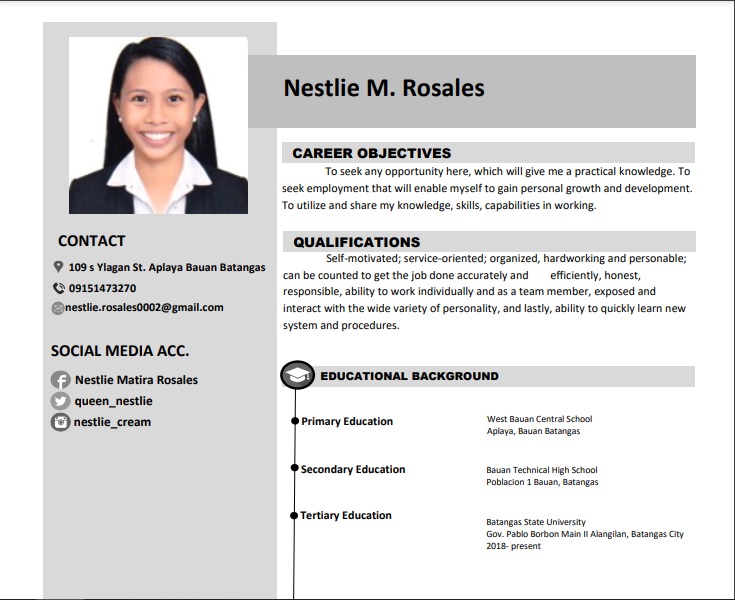 Nestlie M. Rosales
CONTACT
109 s Ylagan St. Aplaya Bauan Batangas
09151473270
nestlie.rosales0002@gmail.com
SOCIAL MEDIA ACC.
Nestlie Matira Rosales
queen_nestlie
nestlie_cream
CAREER OBJECTIVES
To seek any opportunity here, which will give me a practical knowledge. To
seek employment that will enable myself to gain personal growth and development.
To utilize and share my knowledge, skills, capabilities in working.
QUALIFICATIONS
Self-motivated; service-oriented; organized, hardworking and personable;
can be counted to get the job done accurately and efficiently, honest,
responsible, ability to work individually and as a team member, exposed and
interact with the wide variety of personality, and lastly, ability to quickly learn new
system and procedures.
EDUCATIONAL BACKGROUND
Primary Education
West Bauan Central School
Aplaya, Bauan Batangas
Secondary Education
Bauan Technical High School
Poblacion 1 Bauan, Batangas
Tertiary Education
Batangas State University
Gov. Pablo Borbon Main II Alangilan, Batangas City
2018- present